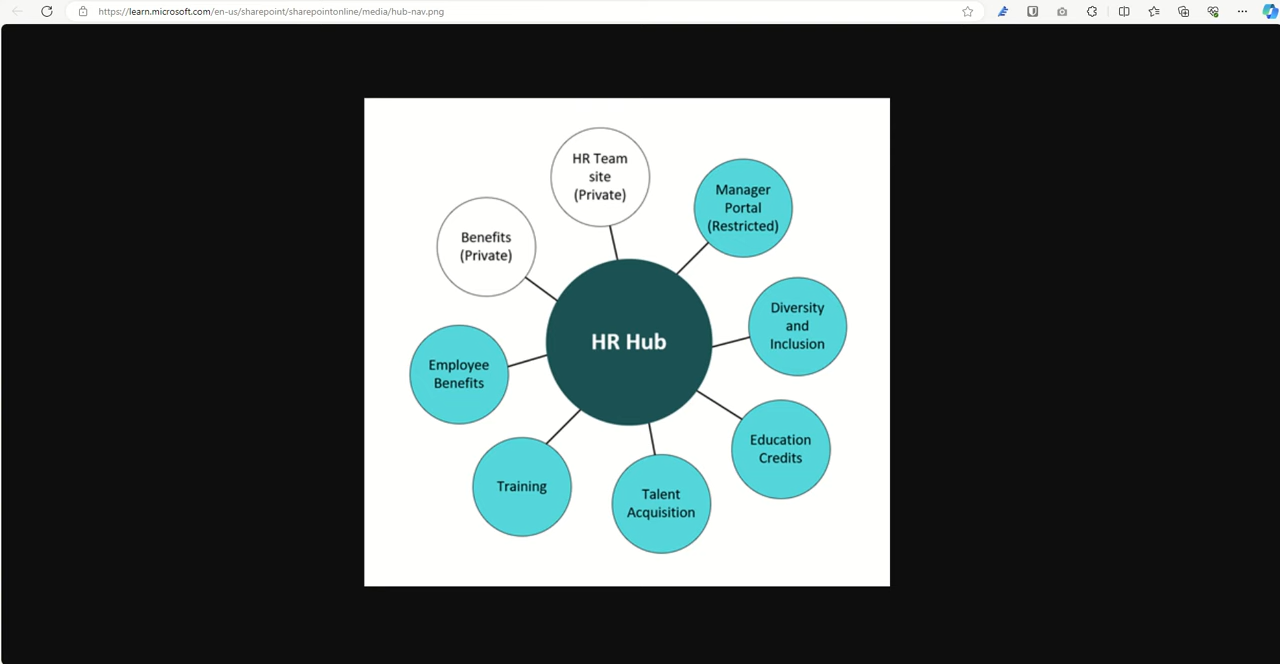 https://learn.microsoft.com/en-us/sharepoint/sharepointonline/media/hub-nav.png
HR Team
site
(Private)
Manager
Portal
(Restricted)
Benefits
(Private)
Diversity
and
Inclusion
HR Hub
Employee
Benefits
Education
Credits
Training
Talent
Acquisition